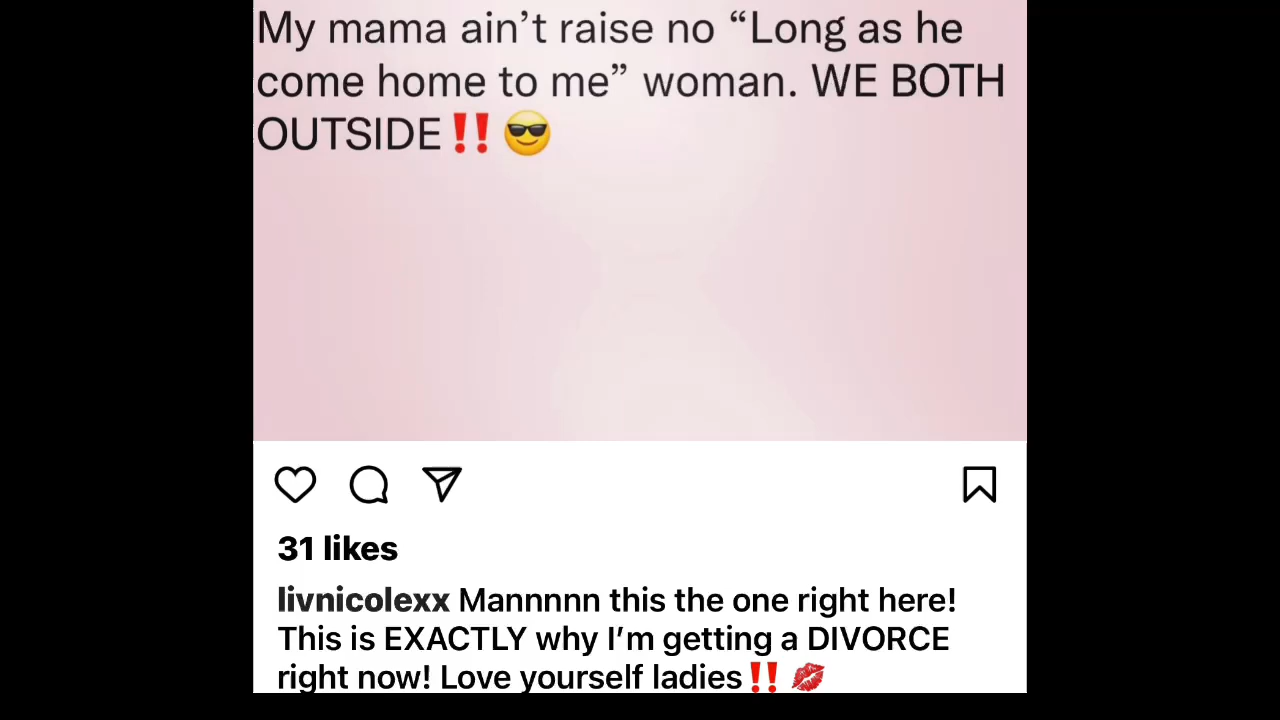 My mama ain’t raise no “Long as he
come home to me” woman. WE BOTH
OUTSIDE‼️😎
31 likes
livnicolexx Mannnnn this the one right here!
This is EXACTLY why I’m getting a DIVORCE
right now! Love yourself ladies‼️ 💋